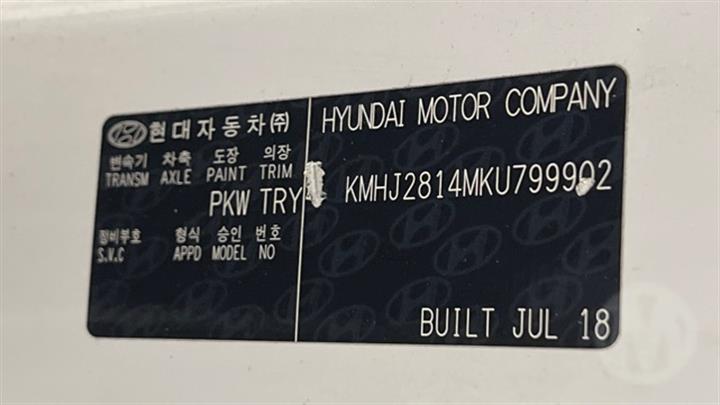 현대자동차㈜
변속기 차축 도장 의장
TRANSM AXLE PAINT TRIM
PKW TRY
정비부호 형식 승인 번호
S.V.C APPD MODEL NO
HYUNDAI MOTOR COMPANY
KMHJ2814MKU799902
BUILT JUL 18